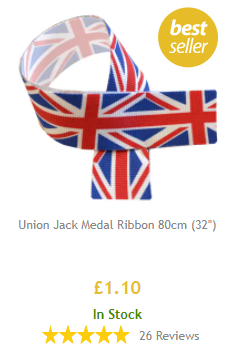 best
seller
Union Jack Medal Ribbon 80cm (32")
£1.10
In Stock
26 Reviews